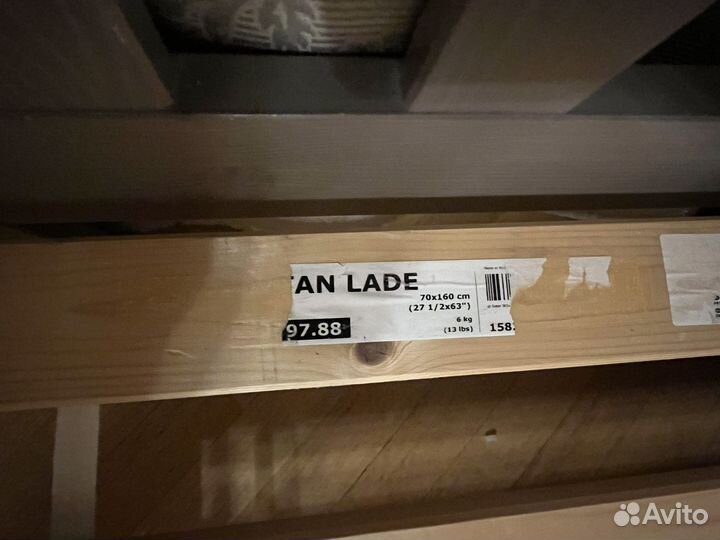 TAN LADE
70x160 cm
(27 1/2x63")
97.88
6 kg
(13 lbs)
158
Avito